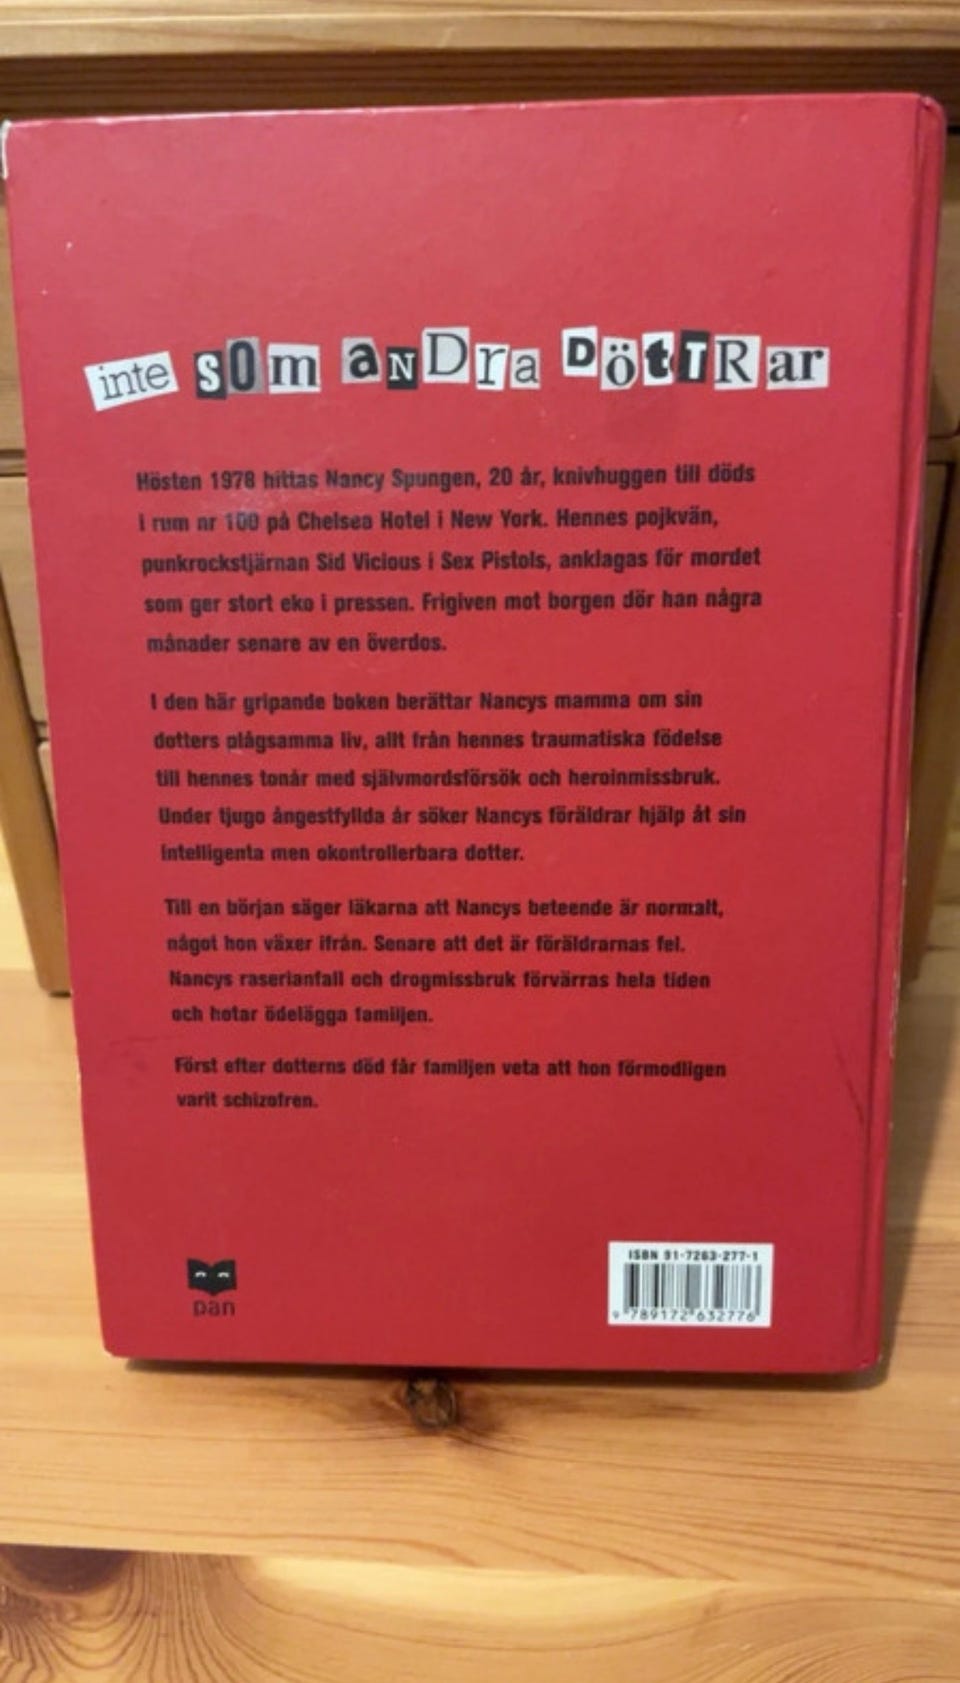 inte SOm aNDra DötTRar
Hösten 1978 hittas Nancy Spungen, 20 år, knivhuggen till döds
i rum nr 100 på Chelsea Hotel i New York. Hennes pojkvän,
punkrockstjärnan Sid Vicious i Sex Pistols, anklagas för mordet
som ger stort eko i pressen. Frigiven mot borgen dör han några
månader senare av en överdos.
I den här gripande boken berättar Nancys mamma om sin
dotters plågsamma liv, allt från hennes traumatiska födelse
till hennes tonår med självmordsförsök och heroinmissbruk.
Under tjugo ångestfyllda år söker Nancys föräldrar hjälp åt sin
intelligenta men okontrollerbara dotter.
Till en början säger läkarna att Nancys beteende är normalt,
något hon växer ifrån. Senare att det är föräldrarnas fel.
Nancys raserianfall och drogmissbruk förvärras hela tiden
och hotar ödelägga familjen.
Först efter dotterns död får familjen veta att hon förmodligen
varit schizofren.
pan
ISBN 91-7263-277-1
9 789172 632776